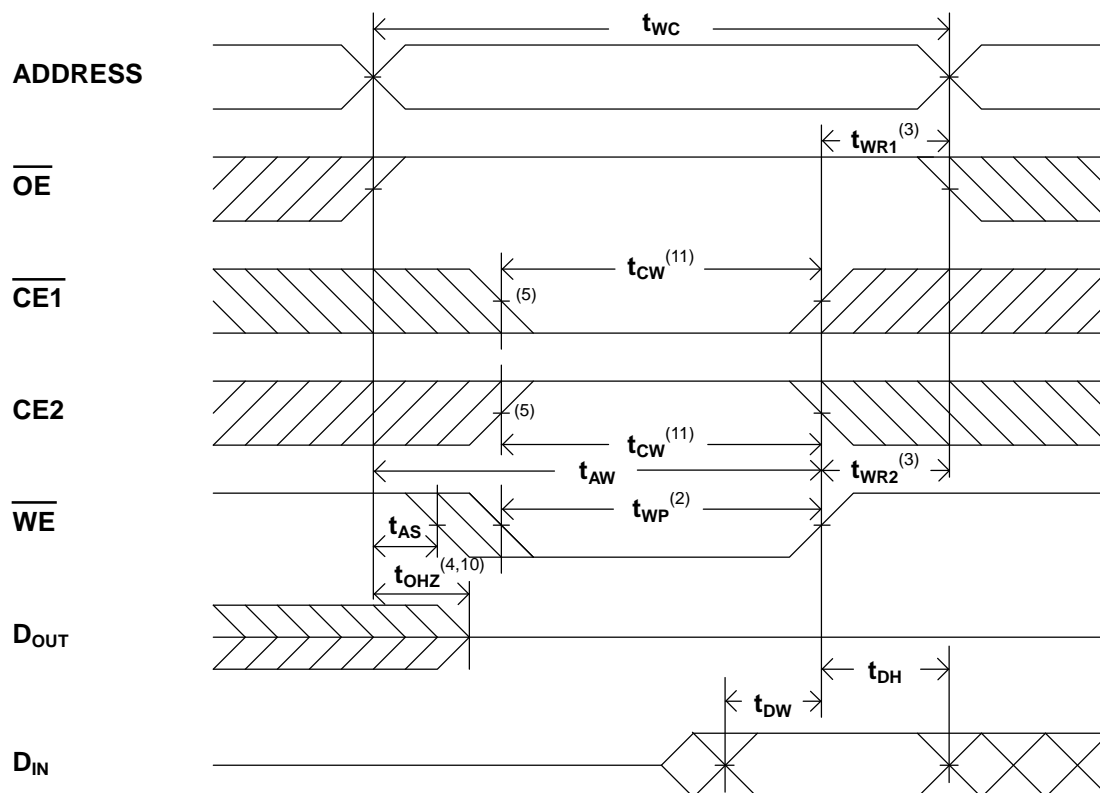 tWC
ADDRESS
tWR1(3)
OE
tCW(11)
CE1
(5)
CE2
(5)
tCW(11)
tAW
tWR2(3)
WE
tWP(2)
tAS
tOHZ(4,10)
DOUT
tDH
tDW
DIN